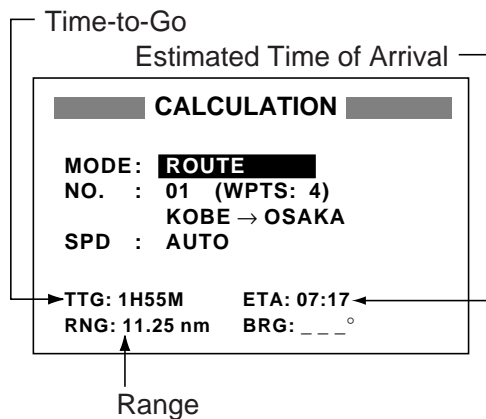 Time-to-Go
Estimated Time of Arrival
CALCULATION
MODE: ROUTE
NO. : 01 (WPTS: 4)
KOBE → OSAKA
SPD : AUTO
TTG: 1H55M ETA: 07:17
RNG: 11.25 nm BRG: _ _ _°
Range